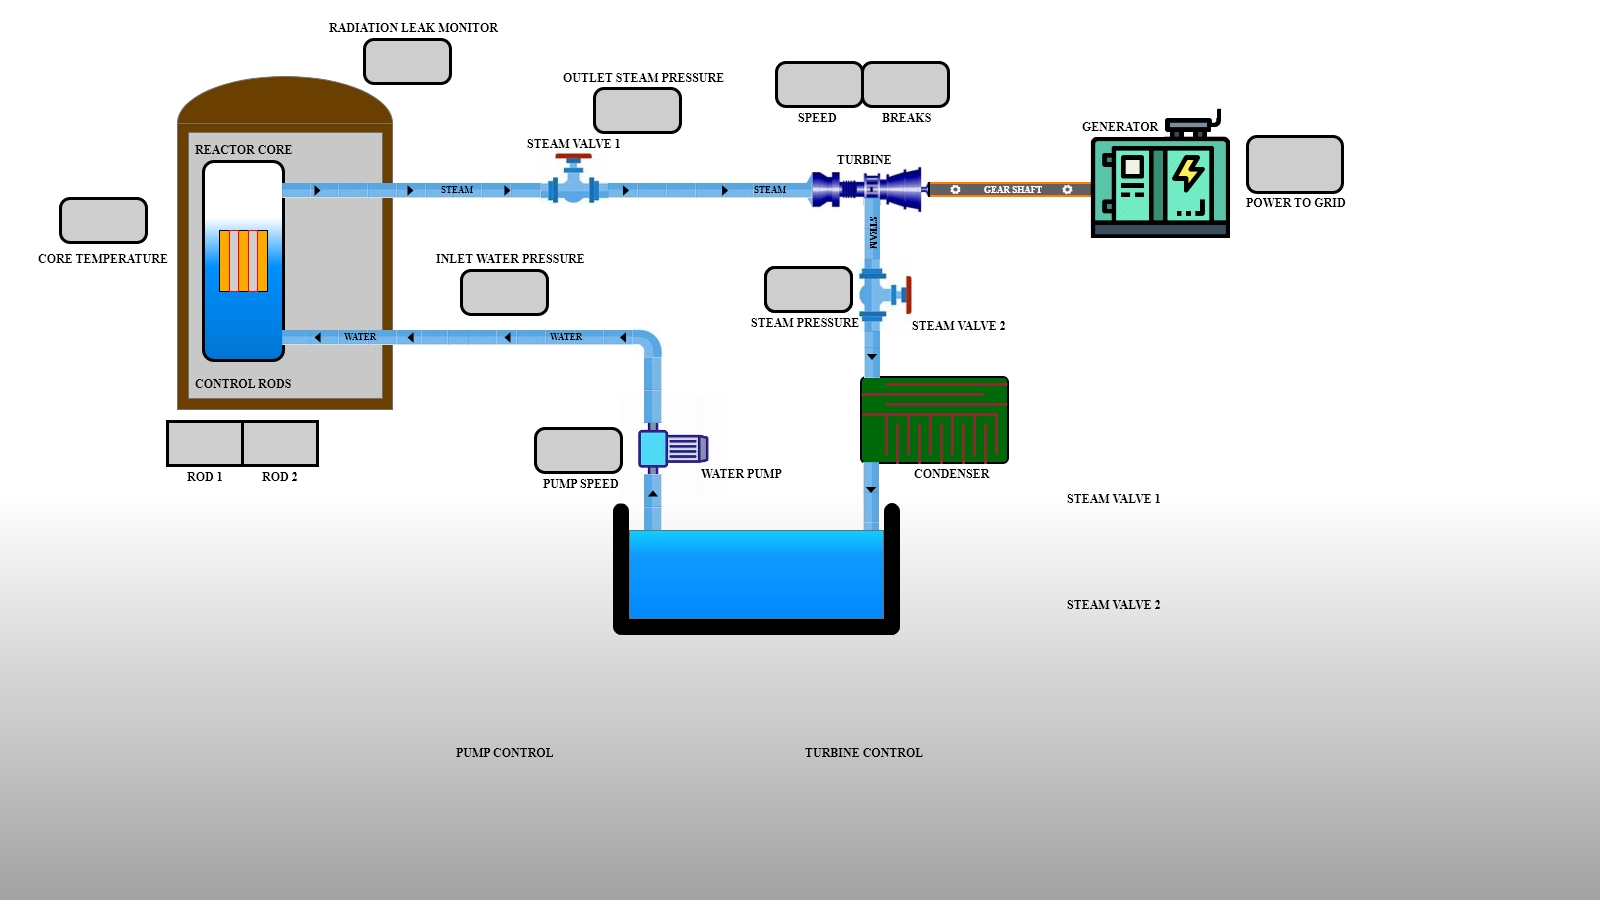 RADIATION LEAK MONITOR
OUTLET STEAM PRESSURE
SPEED
BREAKS
GENERATOR
STEAM VALVE 1
REACTOR CORE
TURBINE
STEAM
STEAM
GEAR SHAFT
POWER TO GRID
STEAM
CORE TEMPERATURE
INLET WATER PRESSURE
STEAM PRESSURE
STEAM VALVE 2
WATER
WATER
CONTROL RODS
ROD 1
ROD 2
PUMP SPEED
WATER PUMP
CONDENSER
STEAM VALVE 1
STEAM VALVE 2
PUMP CONTROL
TURBINE CONTROL